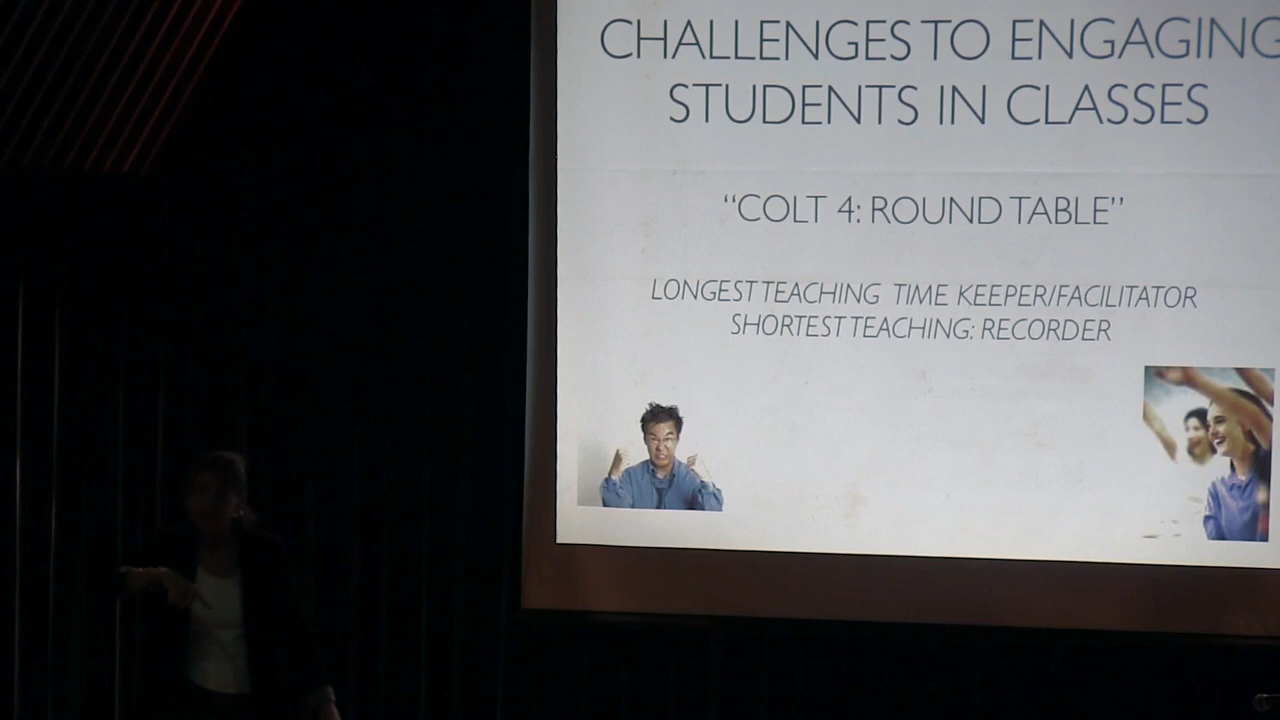 CHALLENGES TO ENGAGING
STUDENTS IN CLASSES
“COLT 4: ROUND TABLE”
LONGEST TEACHING TIME KEEPER/FACILITATOR
SHORTEST TEACHING: RECORDER